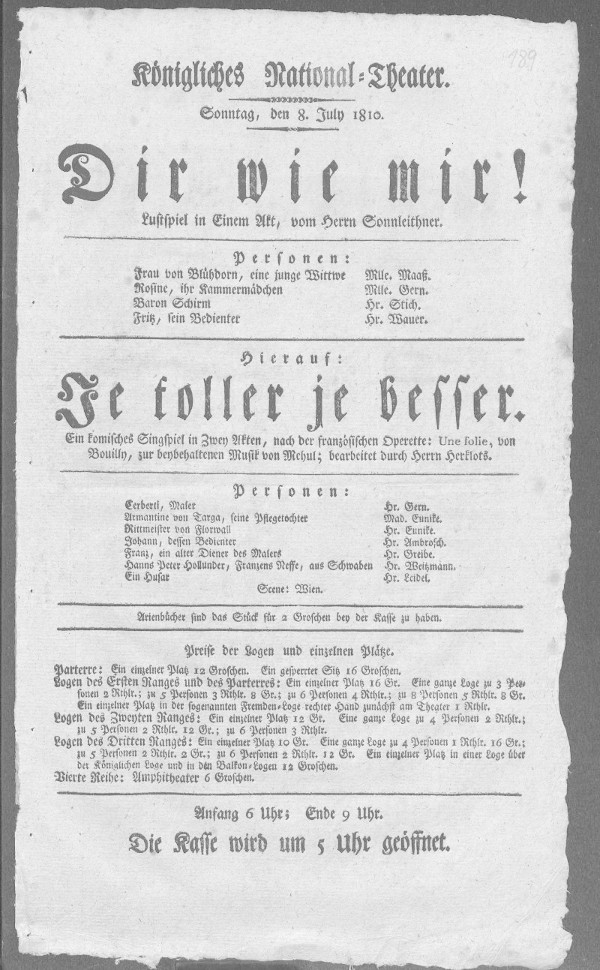 189
Königliches National-Theater.
Sonntag, den 8. July 1810.
Dir wie mir!
Lustspiel in Einem Akt, vom Herrn Sonnleithner.
Personen:
Frau von Blühdorn, eine junge Wittwe Mlle. Maaß.
Rosine, ihr Kammermädchen Mlle. Gern.
Baron Schirm Hr. Stich.
Fritz, sein Bedienter Hr. Wauer.
Hierauf:
Je toller je besser.
Ein komisches Singspiel in Zwey Akten, nach der französischen Operette: Une folie, von
Bouilly, zur beybehaltenen Musik von Mehul; bearbeitet durch Herrn Herklots.
Personen:
Cerberti, Maler Hr. Gern.
Armantine von Targa, seine Pflegetochter Mad. Eunike.
Rittmeister von Florwall Hr. Eunike.
Johann, dessen Bedienter Hr. Ambrosch.
Franz, ein alter Diener des Malers Hr. Greibe.
Hanns Peter Hollunder, Franzens Neffe, aus Schwaben Hr. Weitzmann.
Ein Husar Hr. Leidel.
Scene: Wien.
Arienbücher sind das Stück für 2 Groschen bey der Kasse zu haben.
Preise der Logen und einzelnen Plätze.
Parterre: Ein einzelner Platz 12 Groschen. Ein gesperrter Sitz 16 Groschen.
Logen des Ersten Ranges und des Parterres: Ein einzelner Platz 16 Gr. Eine ganze Loge zu 3 Per-
sonen 2 Rthlr.; zu 5 Personen 3 Rthlr. 8 Gr.; zu 6 Personen 4 Rthlr.; zu 8 Personen 5 Rthlr. 8 Gr.
Ein einzelner Platz in der sogenannten Fremden-Loge rechter Hand zunächst am Theater 1 Rthlr.
Logen des Zweyten Ranges: Ein einzelner Platz 12 Gr. Eine ganze Loge zu 4 Personen 2 Rthlr.;
zu 5 Personen 2 Rthlr. 12 Gr.; zu 6 Personen 3 Rthlr.
Logen des Dritten Ranges: Ein einzelner Platz 10 Gr. Eine ganze Loge zu 4 Personen 1 Rthlr. 16 Gr.;
zu 5 Personen 2 Rthlr. 2 Gr.; zu 6 Personen 2 Rthlr. 12 Gr. Ein einzelner Platz in einer Loge über
der Königlichen Loge und in den Balkon-Logen 12 Groschen.
Vierte Reihe: Amphitheater 6 Groschen.
Anfang 6 Uhr; Ende 9 Uhr.
Die Kasse wird um 5 Uhr geöffnet.